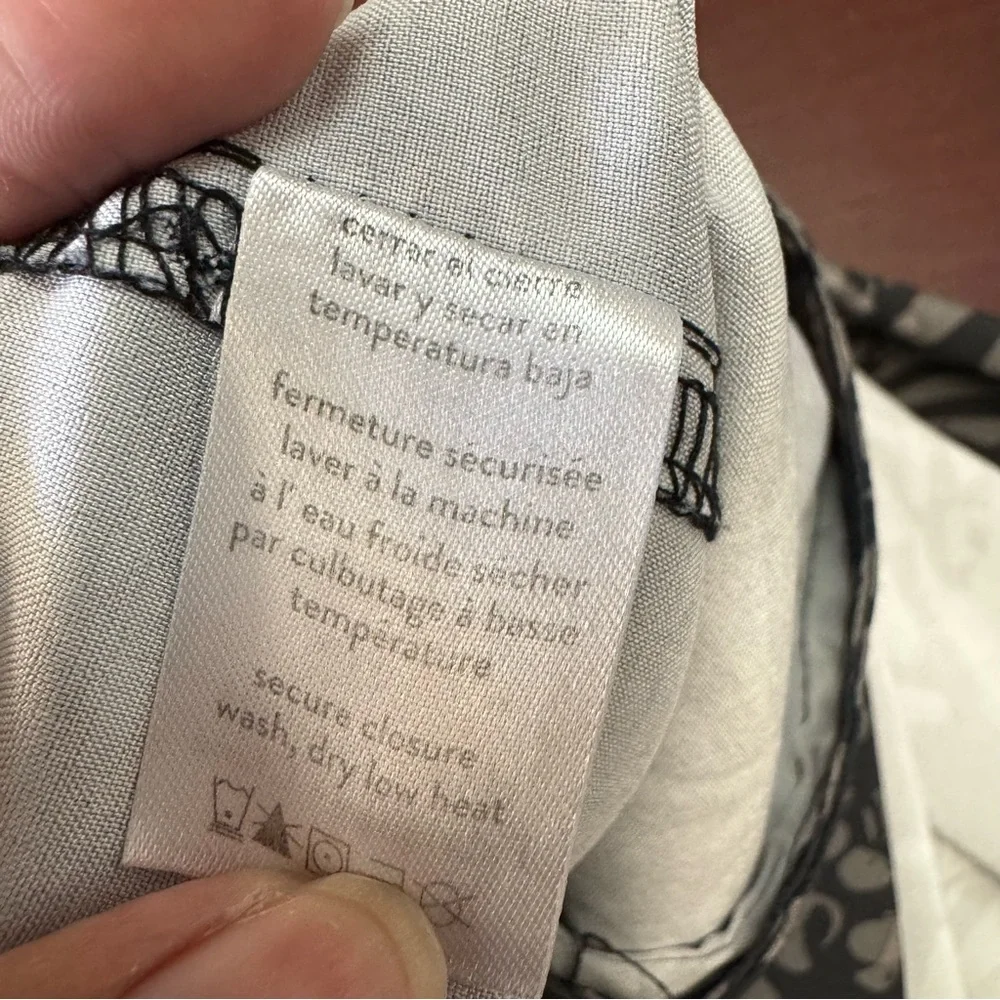 cerrar el cierre
lavar y secar en
temperatura baja
fermeture sécurisée
laver à la machine
à l' eau froide sécher
par culbutage à basse
température
secure closure
wash, dry low heat